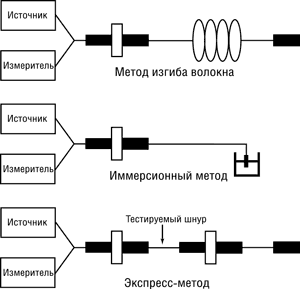 Источник
Измеритель
Метод изгиба волокна
Источник
Измеритель
Иммерсионный метод
Источник
Тестируемый шнур
Измеритель
Экспресс-метод